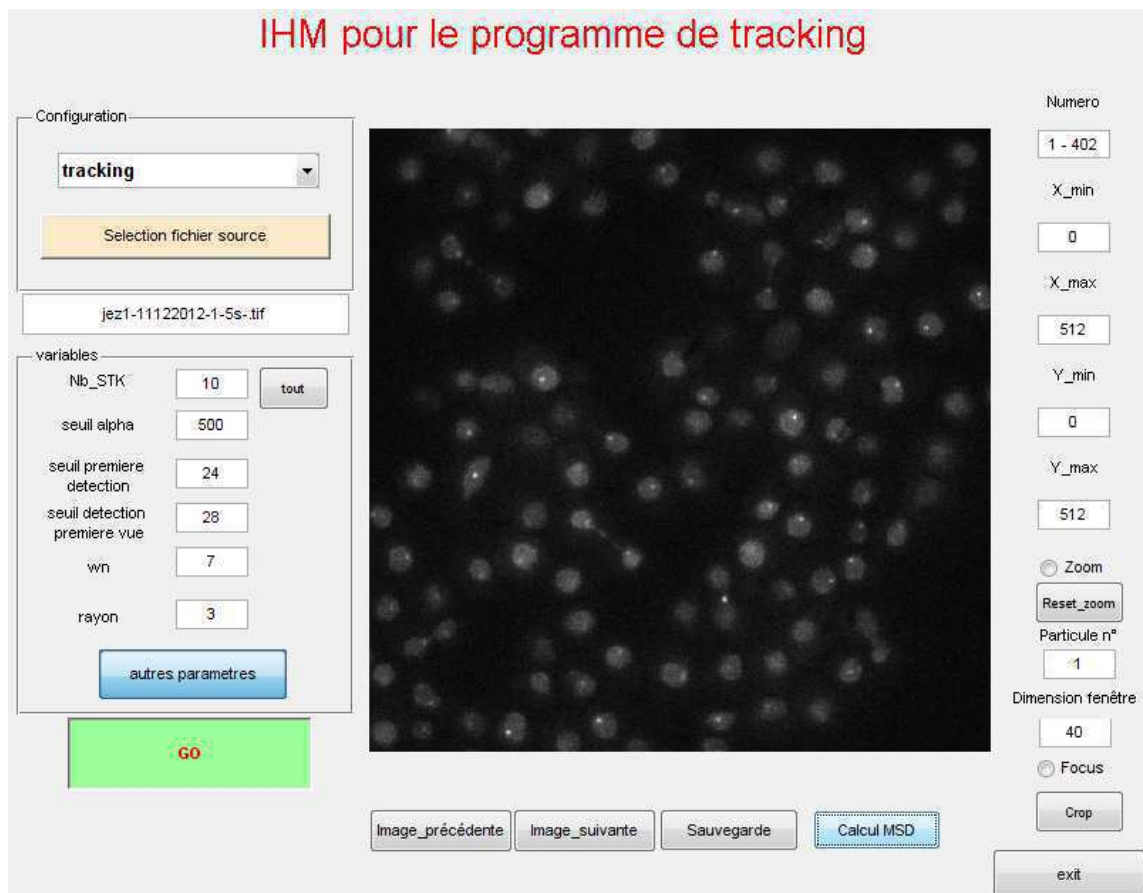 IHM pour le programme de tracking
Configuration
tracking
Selection fichier source
jez1-11122012-1-5s-.tif
variables
Nb_STK
10
tout
seuil alpha
500
seuil premiere
detection
24
seuil detection
premiere vue
28
wn
7
rayon
3
autres parametres
GO
Image_précédente
Image_suivante
Sauvegarde
Calcul MSD
Numero
1 - 402
X_min
0
X_max
512
Y_min
0
Y_max
512
Zoom
Reset_zoom
Particule n°
1
Dimension fenêtre
40
Focus
Crop
exit